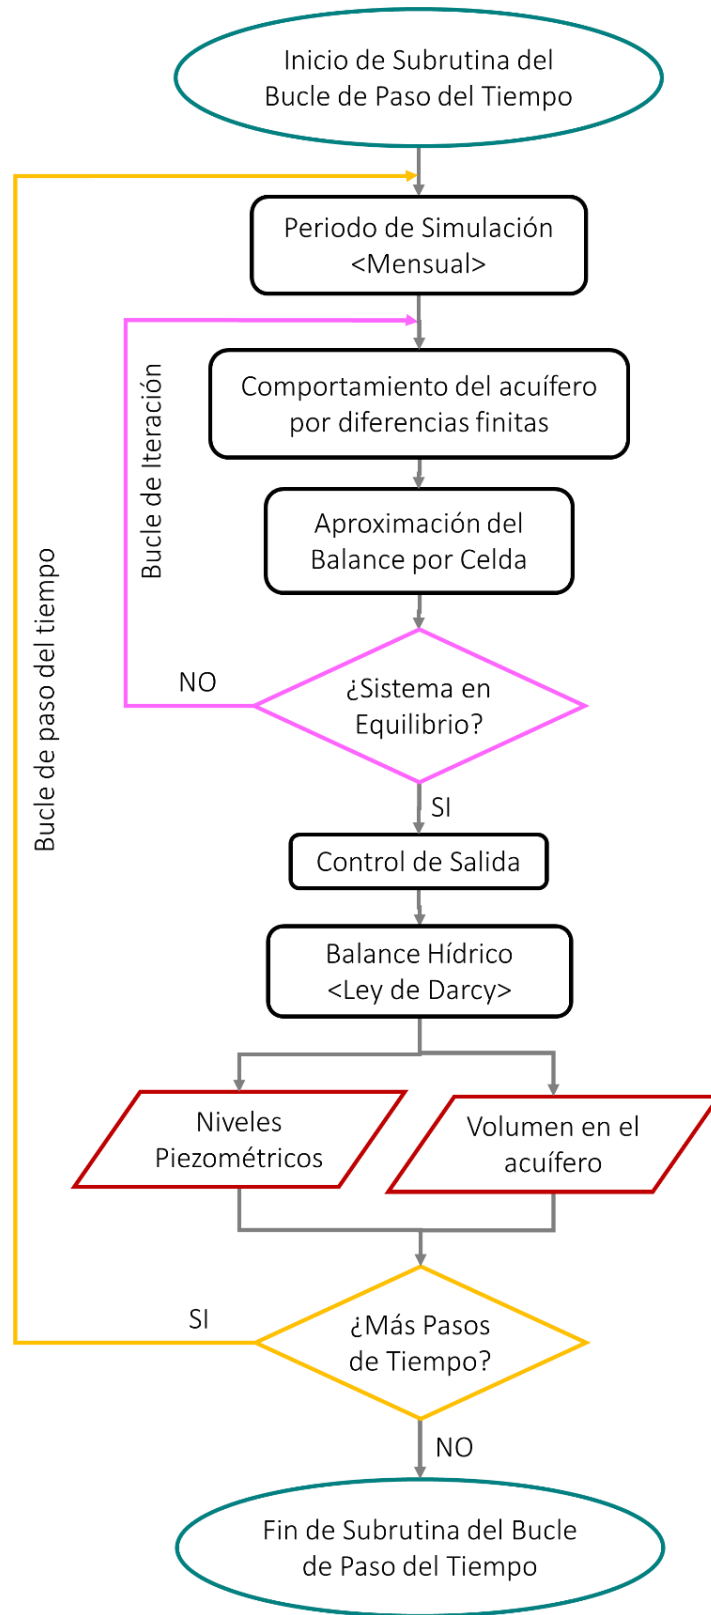 Inicio de Subrutina del
Bucle de Paso del Tiempo
Periodo de Simulación
<Mensual>
Comportamiento del acuífero
por diferencias finitas
Bucle de Iteración
Aproximación del
Balance por Celda
Bucle de paso del tiempo
NO
¿Sistema en
Equilibrio?
SI
Control de Salida
Balance Hídrico
<Ley de Darcy>
Niveles
Piezométricos
Volumen en el
acuífero
SI
¿Más Pasos
de Tiempo?
NO
Fin de Subrutina del Bucle
de Paso del Tiempo